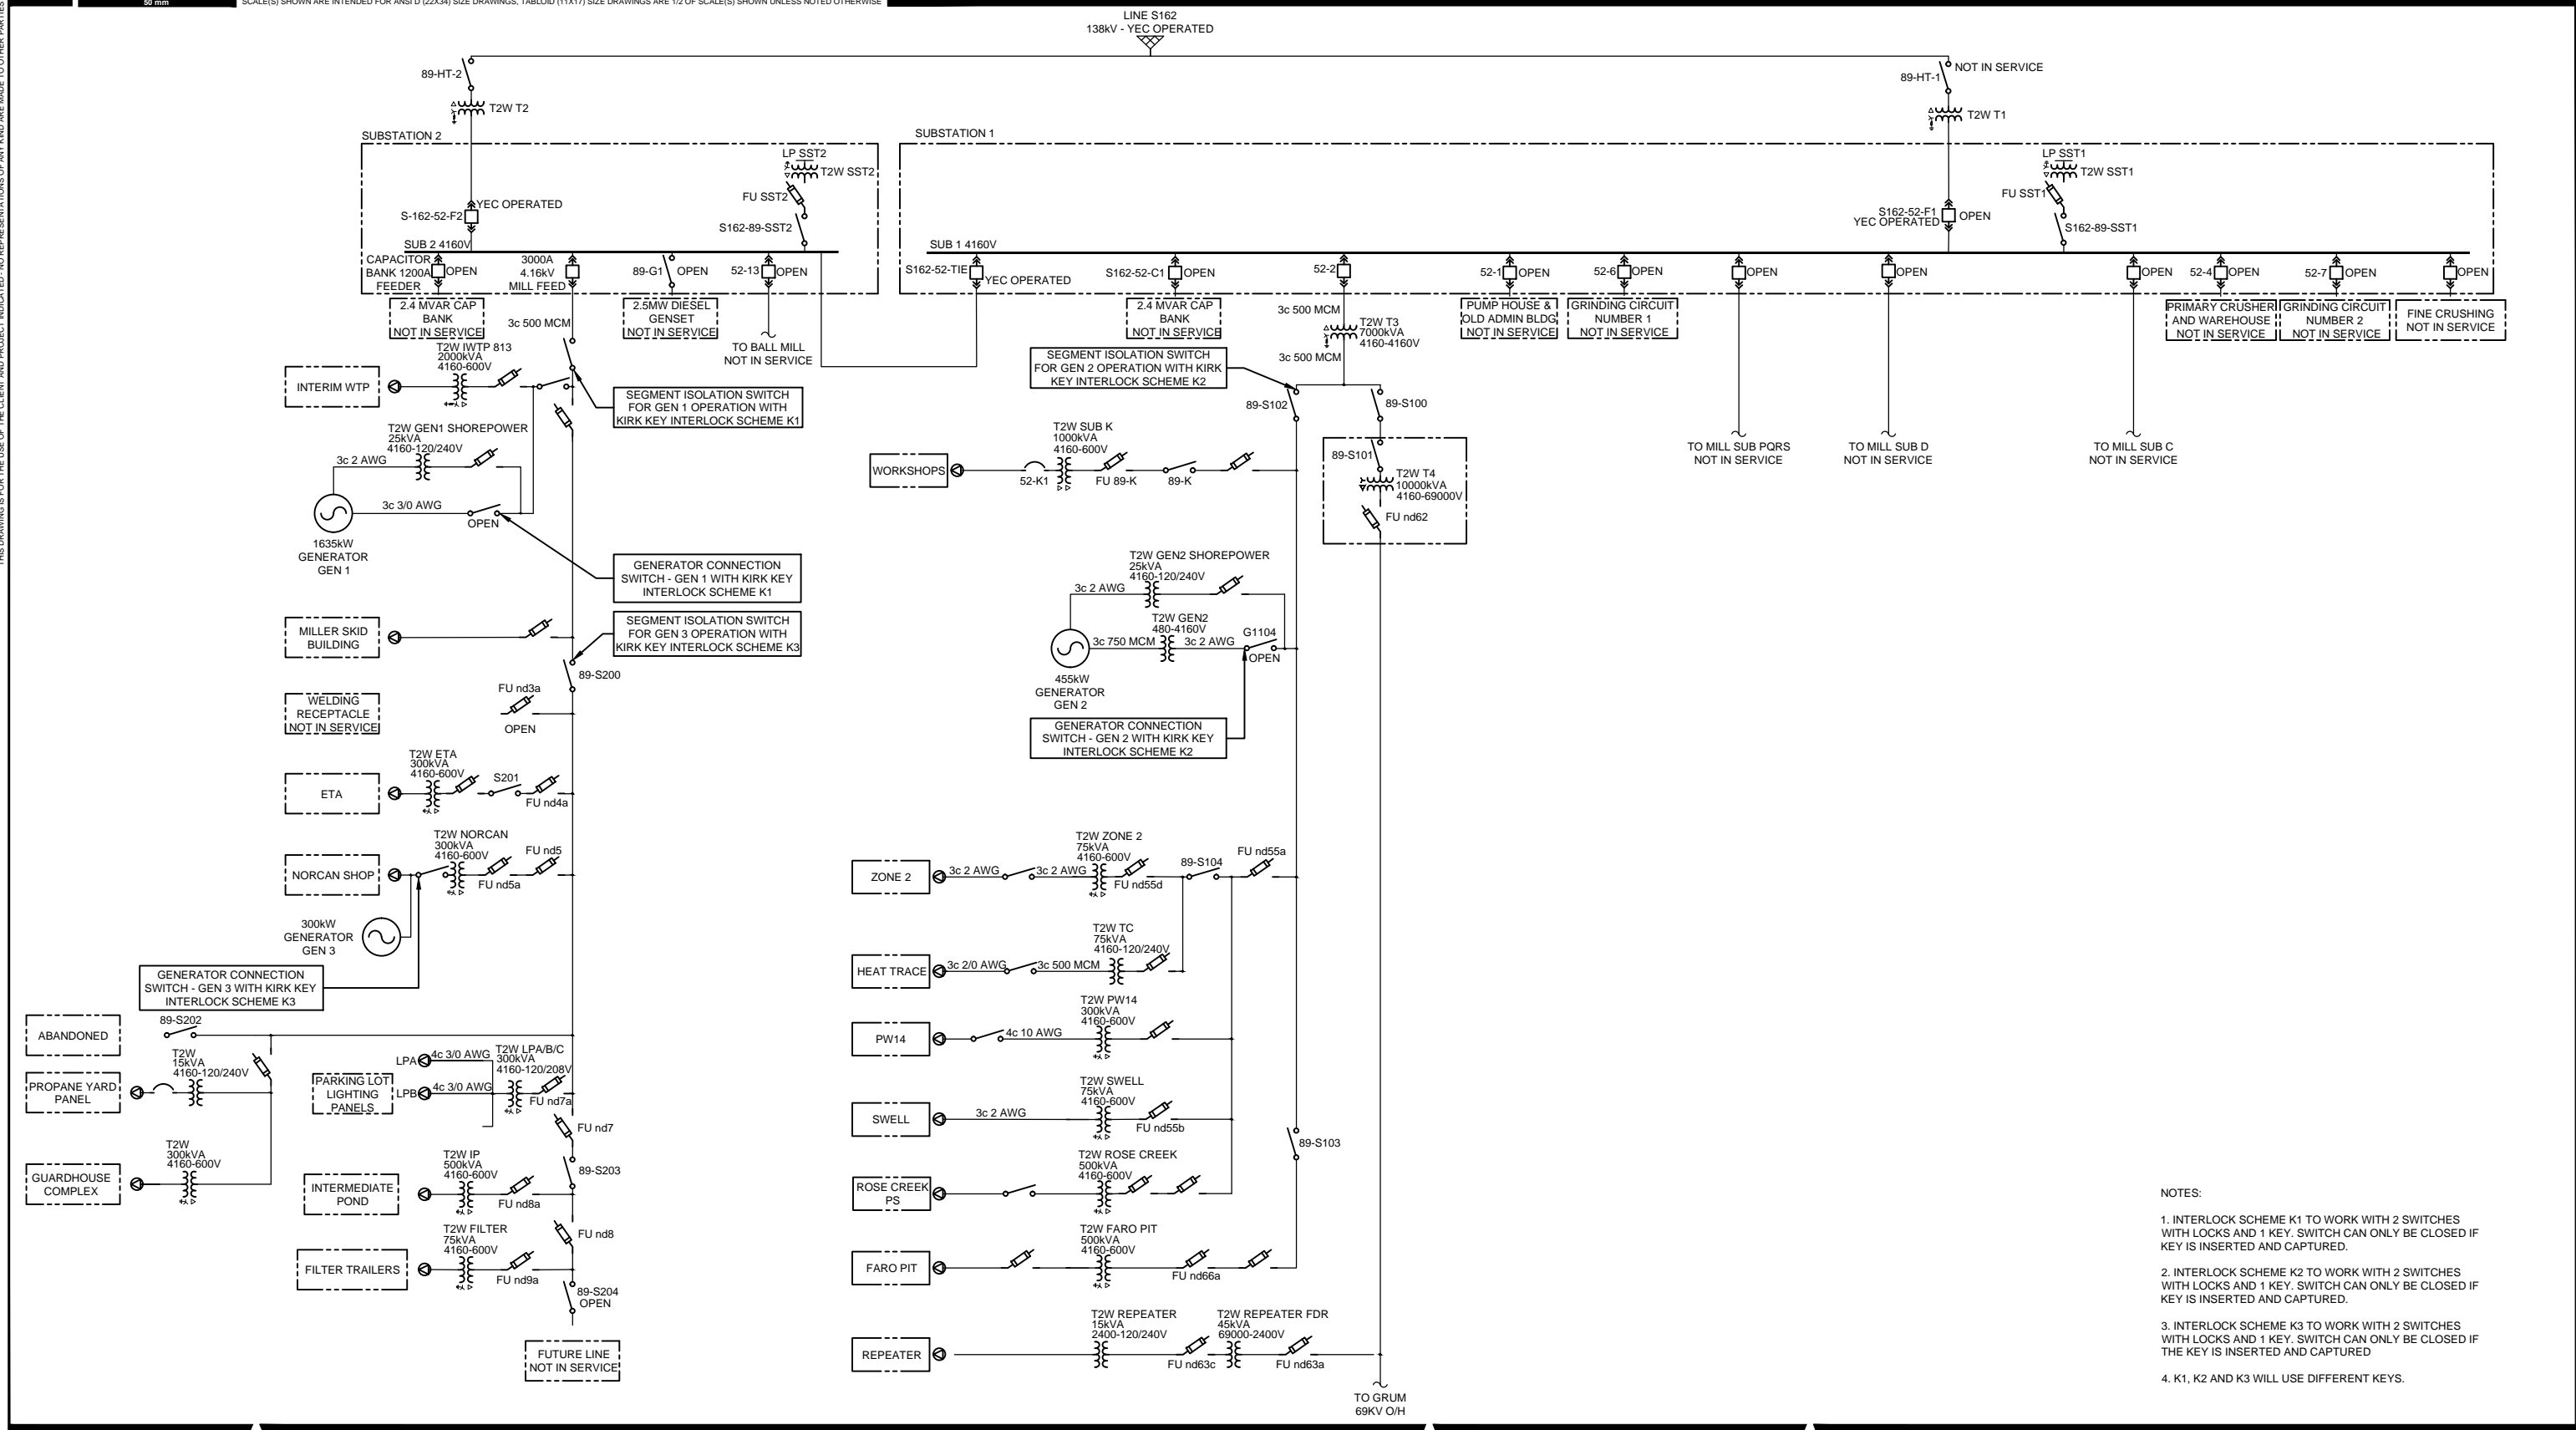 50 mm
SCALE(S) SHOWN ARE INTENDED FOR ANSI D (22X34) SIZE DRAWINGS, TABLOID (11X17) SIZE DRAWINGS ARE 1/2 OF SCALE(S) SHOWN UNLESS NOTED OTHERWISE
THIS DRAWING IS FOR THE USE OF THE CLIENT AND PROJECT INDICATED - NO REPRESENTATIONS OF ANY KIND ARE MADE TO OTHER PARTIES
LINE S162
138kV - YEC OPERATED
89-HT-2
T2W T2
89-HT-1
NOT IN SERVICE
T2W T1
SUBSTATION 2
LP SST2
T2W SST2
FU SST2
S162-89-SST2
YEC OPERATED
S-162-52-F2
SUB 2 4160V
CAPACITOR
BANK 1200A
FEEDER
OPEN
3000A
4.16kV
MILL FEED
89-G1
OPEN
52-13
OPEN
2.4 MVAR CAP
BANK
NOT IN SERVICE
2.5MW DIESEL
GENSET
NOT IN SERVICE
TO BALL MILL
NOT IN SERVICE
SUBSTATION 1
LP SST1
T2W SST1
FU SST1
S162-89-SST1
S162-52-F1
YEC OPERATED
OPEN
SUB 1 4160V
S162-52-TIE
YEC OPERATED
S162-52-C1
OPEN
52-2
52-1
OPEN
52-6
OPEN
OPEN
OPEN
OPEN
52-4
OPEN
52-7
OPEN
OPEN
2.4 MVAR CAP
BANK
NOT IN SERVICE
PUMP HOUSE &
OLD ADMIN BLDG
NOT IN SERVICE
GRINDING CIRCUIT
NUMBER 1
NOT IN SERVICE
PRIMARY CRUSHER
AND WAREHOUSE
NOT IN SERVICE
GRINDING CIRCUIT
NUMBER 2
NOT IN SERVICE
FINE CRUSHING
NOT IN SERVICE
TO MILL SUB PQRS
NOT IN SERVICE
TO MILL SUB D
NOT IN SERVICE
TO MILL SUB C
NOT IN SERVICE
3c 500 MCM
T2W IWTP 813
2000kVA
4160-600V
INTERIM WTP
SEGMENT ISOLATION SWITCH
FOR GEN 1 OPERATION WITH
KIRK KEY INTERLOCK SCHEME K1
T2W GEN1 SHOREPOWER
25kVA
4160-120/240V
3c 2 AWG
3c 3/0 AWG
OPEN
1635kW
GENERATOR
GEN 1
GENERATOR CONNECTION
SWITCH - GEN 1 WITH KIRK KEY
INTERLOCK SCHEME K1
MILLER SKID
BUILDING
SEGMENT ISOLATION SWITCH
FOR GEN 3 OPERATION WITH
KIRK KEY INTERLOCK SCHEME K3
89-S200
WELDING
RECEPTACLE
NOT IN SERVICE
FU nd3a
OPEN
T2W ETA
300kVA
4160-600V
S201
FU nd4a
ETA
T2W NORCAN
300kVA
4160-600V
FU nd5
FU nd5a
NORCAN SHOP
300kW
GENERATOR
GEN 3
GENERATOR CONNECTION
SWITCH - GEN 3 WITH KIRK KEY
INTERLOCK SCHEME K3
ABANDONED
89-S202
T2W
15kVA
4160-120/240V
PROPANE YARD
PANEL
T2W
300kVA
4160-600V
GUARDHOUSE
COMPLEX
LPA
4c 3/0 AWG
LPB
4c 3/0 AWG
T2W LPA/B/C
300kVA
4160-120/208V
FU nd7a
PARKING LOT
LIGHTING
PANELS
FU nd7
89-S203
T2W IP
500kVA
4160-600V
FU nd8a
INTERMEDIATE
POND
FU nd8
T2W FILTER
75kVA
4160-600V
FU nd9a
FILTER TRAILERS
89-S204
OPEN
FUTURE LINE
NOT IN SERVICE
3c 500 MCM
T2W T3
7000kVA
4160-4160V
3c 500 MCM
SEGMENT ISOLATION SWITCH
FOR GEN 2 OPERATION WITH KIRK
KEY INTERLOCK SCHEME K2
89-S102
89-S100
89-S101
T2W T4
10000kVA
4160-69000V
FU nd62
T2W SUB K
1000kVA
4160-600V
WORKSHOPS
52-K1
FU 89-K
89-K
T2W GEN2 SHOREPOWER
25kVA
4160-120/240V
3c 2 AWG
T2W GEN2
480-4160V
3c 750 MCM
3c 2 AWG
G1104
OPEN
455kW
GENERATOR
GEN 2
GENERATOR CONNECTION
SWITCH - GEN 2 WITH KIRK KEY
INTERLOCK SCHEME K2
T2W ZONE 2
75kVA
4160-600V
FU nd55a
89-S104
ZONE 2
3c 2 AWG
3c 2 AWG
FU nd55d
T2W TC
75kVA
4160-120/240V
HEAT TRACE
3c 2/0 AWG
3c 500 MCM
T2W PW14
300kVA
4160-600V
PW14
4c 10 AWG
T2W SWELL
75kVA
4160-600V
SWELL
3c 2 AWG
FU nd55b
89-S103
T2W ROSE CREEK
500kVA
4160-600V
ROSE CREEK
PS
T2W FARO PIT
500kVA
4160-600V
FARO PIT
FU nd66a
T2W REPEATER
15kVA
2400-120/240V
T2W REPEATER FDR
45kVA
69000-2400V
REPEATER
FU nd63c
FU nd63a
TO GRUM
69KV O/H
NOTES:
1. INTERLOCK SCHEME K1 TO WORK WITH 2 SWITCHES
WITH LOCKS AND 1 KEY. SWITCH CAN ONLY BE CLOSED IF
KEY IS INSERTED AND CAPTURED.
2. INTERLOCK SCHEME K2 TO WORK WITH 2 SWITCHES
WITH LOCKS AND 1 KEY. SWITCH CAN ONLY BE CLOSED IF
KEY IS INSERTED AND CAPTURED.
3. INTERLOCK SCHEME K3 TO WORK WITH 2 SWITCHES
WITH LOCKS AND 1 KEY. SWITCH CAN ONLY BE CLOSED IF
THE KEY IS INSERTED AND CAPTURED
4. K1, K2 AND K3 WILL USE DIFFERENT KEYS.